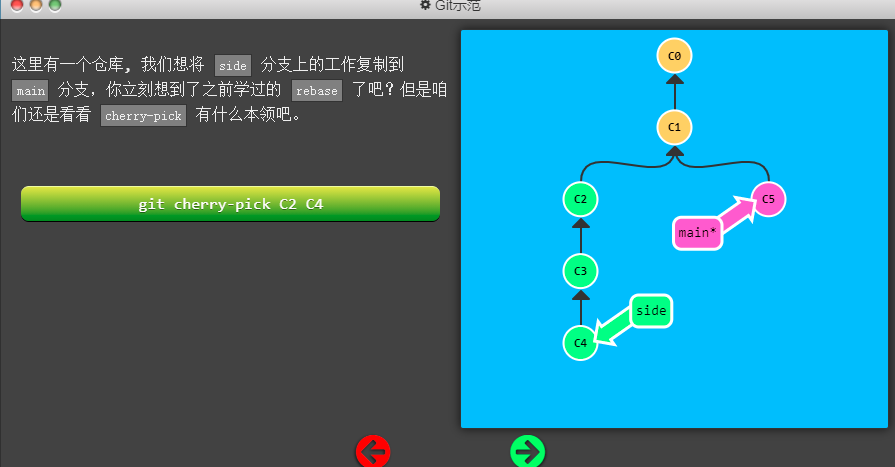 Git示范
这里有一个仓库, 我们想将 side 分支上的工作复制到
main 分支，你立刻想到了之前学过的 rebase 了吧？但是咱
们还是看看 cherry-pick 有什么本领吧。
git cherry-pick C2 C4
C0
C1
C2
C5
main*
C3
side
C4